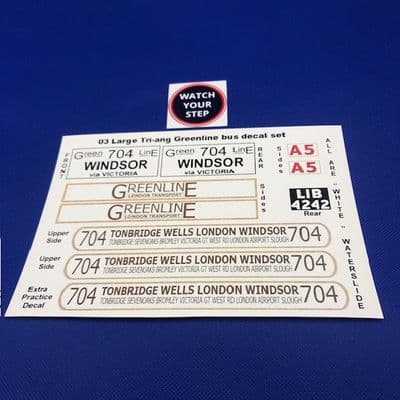 WATCH
YOUR
STEP
03 Large Tri-ang Greenline bus decal set
FRONT
Green 704 LinE
WINDSOR
via VICTORIA
Green 704 LinE
WINDSOR
via VICTORIA
REAR
Sides
A5
A5
GREENLINE
LONDON TRANSPORT
GREENLINE
LONDON TRANSPORT
Sides
LIB
4242
Rear
ALL ARE "WHITE" WATERSLIDE
Upper
Side
704 TONBRIDGE WELLS LONDON WINDSOR 704
TONBRIDGE SEVENOAKS BROMLEY VICTORIA GT WEST RD LONDON AIRPORT SLOUGH
Upper
Side
704 TONBRIDGE WELLS LONDON WINDSOR 704
TONBRIDGE SEVENOAKS BROMLEY VICTORIA GT WEST RD LONDON AIRPORT SLOUGH
Extra
Practice
Decal
704 TONBRIDGE WELLS LONDON WINDSOR 704
TONBRIDGE SEVENOAKS BROMLEY VICTORIA GT WEST RD LONDON AIRPORT SLOUGH